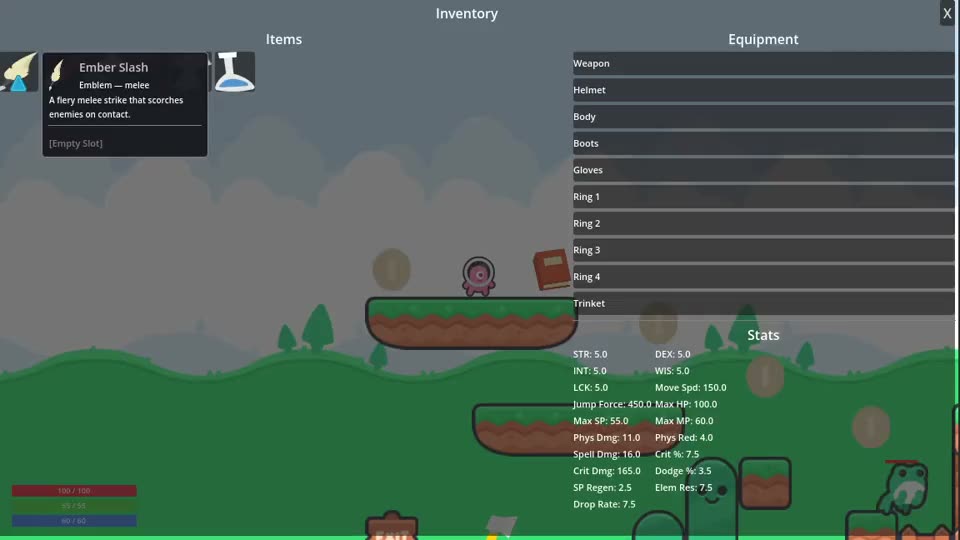 Inventory
X
Items
Equipment
Ember Slash
Emblem — melee
A fiery melee strike that scorches
enemies on contact.
[Empty Slot]
Weapon
Helmet
Body
Boots
Gloves
Ring 1
Ring 2
Ring 3
Ring 4
Trinket
Stats
STR: 5.0 DEX: 5.0
INT: 5.0 WIS: 5.0
LCK: 5.0 Move Spd: 150.0
Jump Force: 450.0 Max HP: 100.0
Max SP: 55.0 Max MP: 60.0
Phys Dmg: 11.0 Phys Red: 4.0
Spell Dmg: 16.0 Crit %: 7.5
Crit Dmg: 165.0 Dodge %: 3.5
SP Regen: 2.5 Elem Res: 7.5
Drop Rate: 7.5
100 / 100
55 / 55
60 / 60